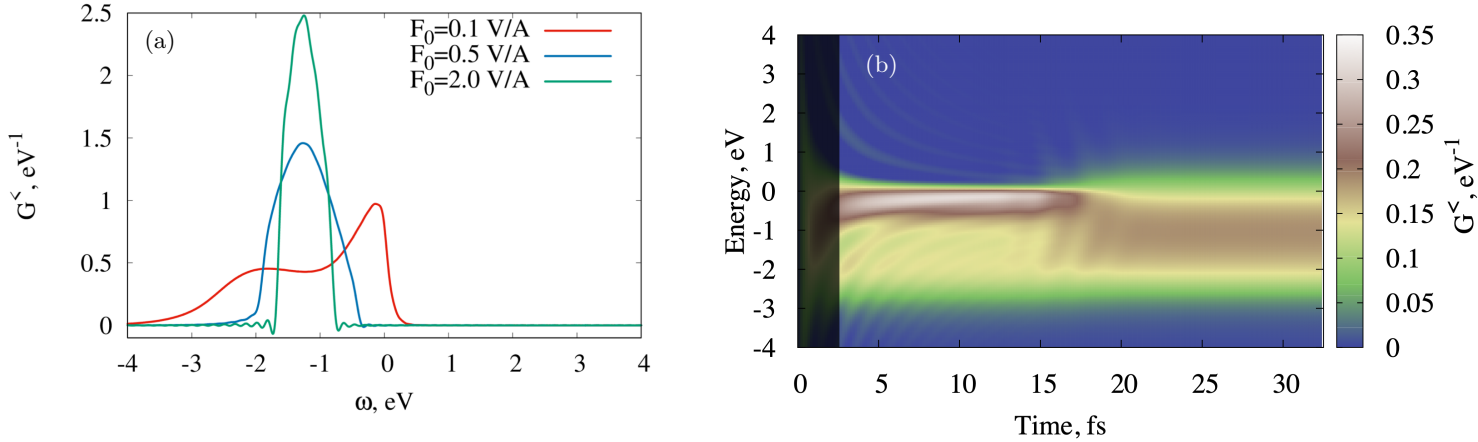 (a)
F₀=0.1 V/A
F₀=0.5 V/A
F₀=2.0 V/A
2.5
2
1.5
1
0.5
0
G<, eV⁻¹
-4 -3 -2 -1 0 1 2 3 4
ω, eV
(b)
4
3
2
1
0
-1
-2
-3
-4
Energy, eV
0 5 10 15 20 25 30
Time, fs
0.35
0.3
0.25
0.2
0.15
0.1
0.05
0
G<, eV⁻¹